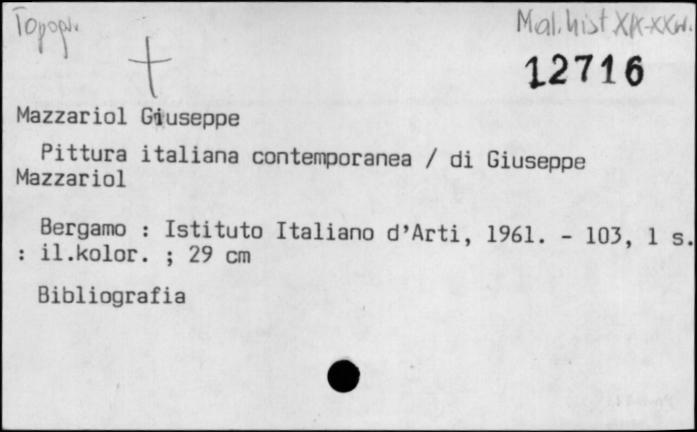 Topogr.
Mal. hist XIX-XXw.
12716
Mazzariol Giuseppe
Pittura italiana contemporanea / di Giuseppe
Mazzariol
Bergamo : Istituto Italiano d'Arti, 1961. - 103, 1 s.
: il.kolor. ; 29 cm
Bibliografia